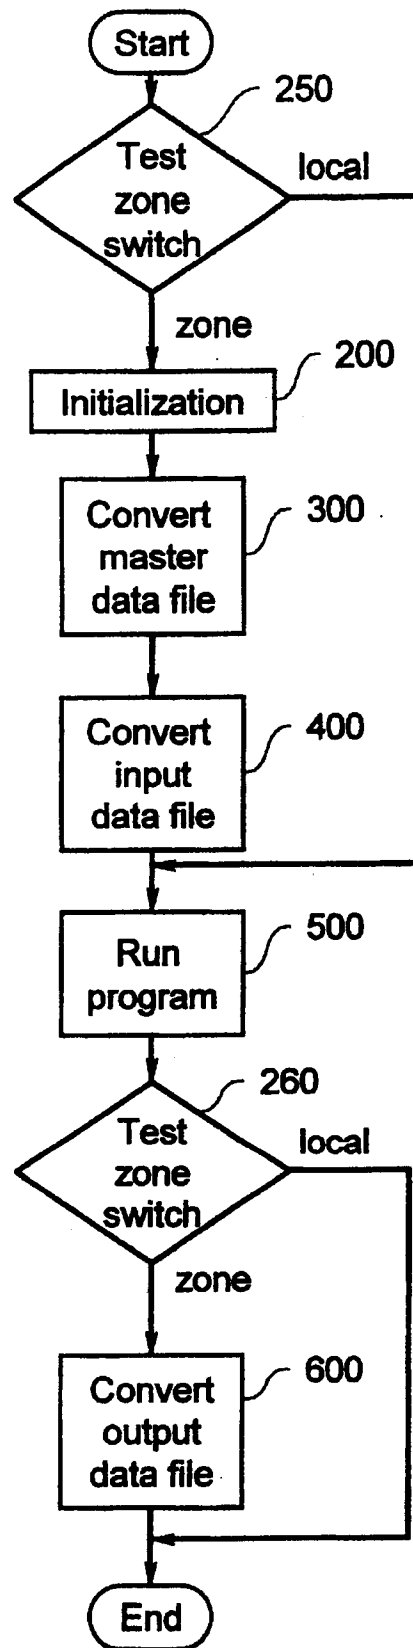 Start
250
Test
zone
switch
local
zone
200
Initialization
300
Convert
master
data file
400
Convert
input
data file
500
Run
program
260
Test
zone
switch
local
zone
600
Convert
output
data file
End